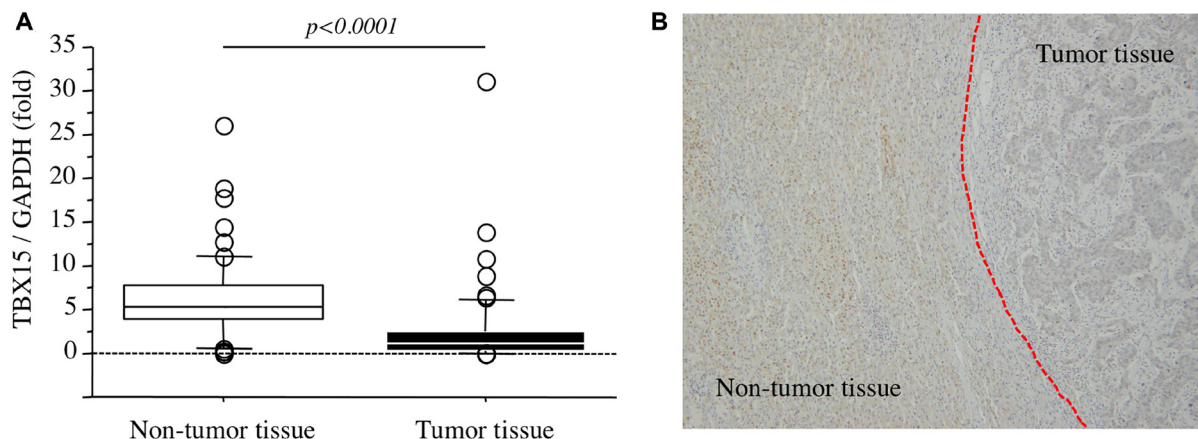 A
p<0.0001
TBX15 / GAPDH (fold)
35
30
25
20
15
10
5
0
Non-tumor tissue
Tumor tissue
B
Tumor tissue
Non-tumor tissue